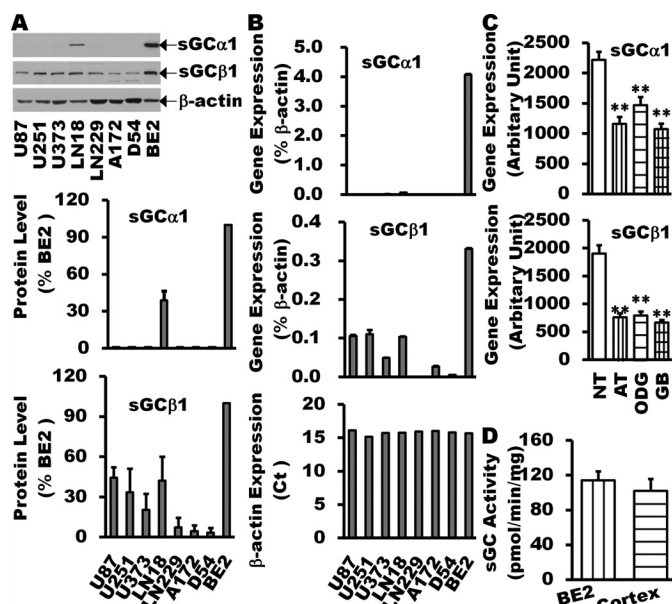 A
sGCα1
sGCβ1
β-actin
U87
U251
U373
LN18
LN229
A172
D54
BE2
Protein Level
(% BE2)
120
90
60
30
0
sGCα1
Protein Level
(% BE2)
120
90
60
30
0
sGCβ1
U87
U251
U373
LN18
LN229
A172
D54
BE2
B
Gene Expression
(% β-actin)
5.0
4.0
3.0
2.0
1.0
0.0
sGCα1
Gene Expression
(% β-actin)
0.4
0.3
0.2
0.1
0.0
sGCβ1
β-actin Expression
(Ct)
20
15
10
5
0
U87
U251
U373
LN18
LN229
A172
D54
BE2
C
sGCα1
Gene Expression
(Arbitary Unit)
2500
2000
1500
1000
500
0
**
**
**
sGCβ1
Gene Expression
(Arbitary Unit)
2500
2000
1500
1000
500
0
**
**
**
NT
AT
ODG
GB
D
sGC Activity
(pmol/min/mg)
160
120
80
40
0
BE2
Cortex